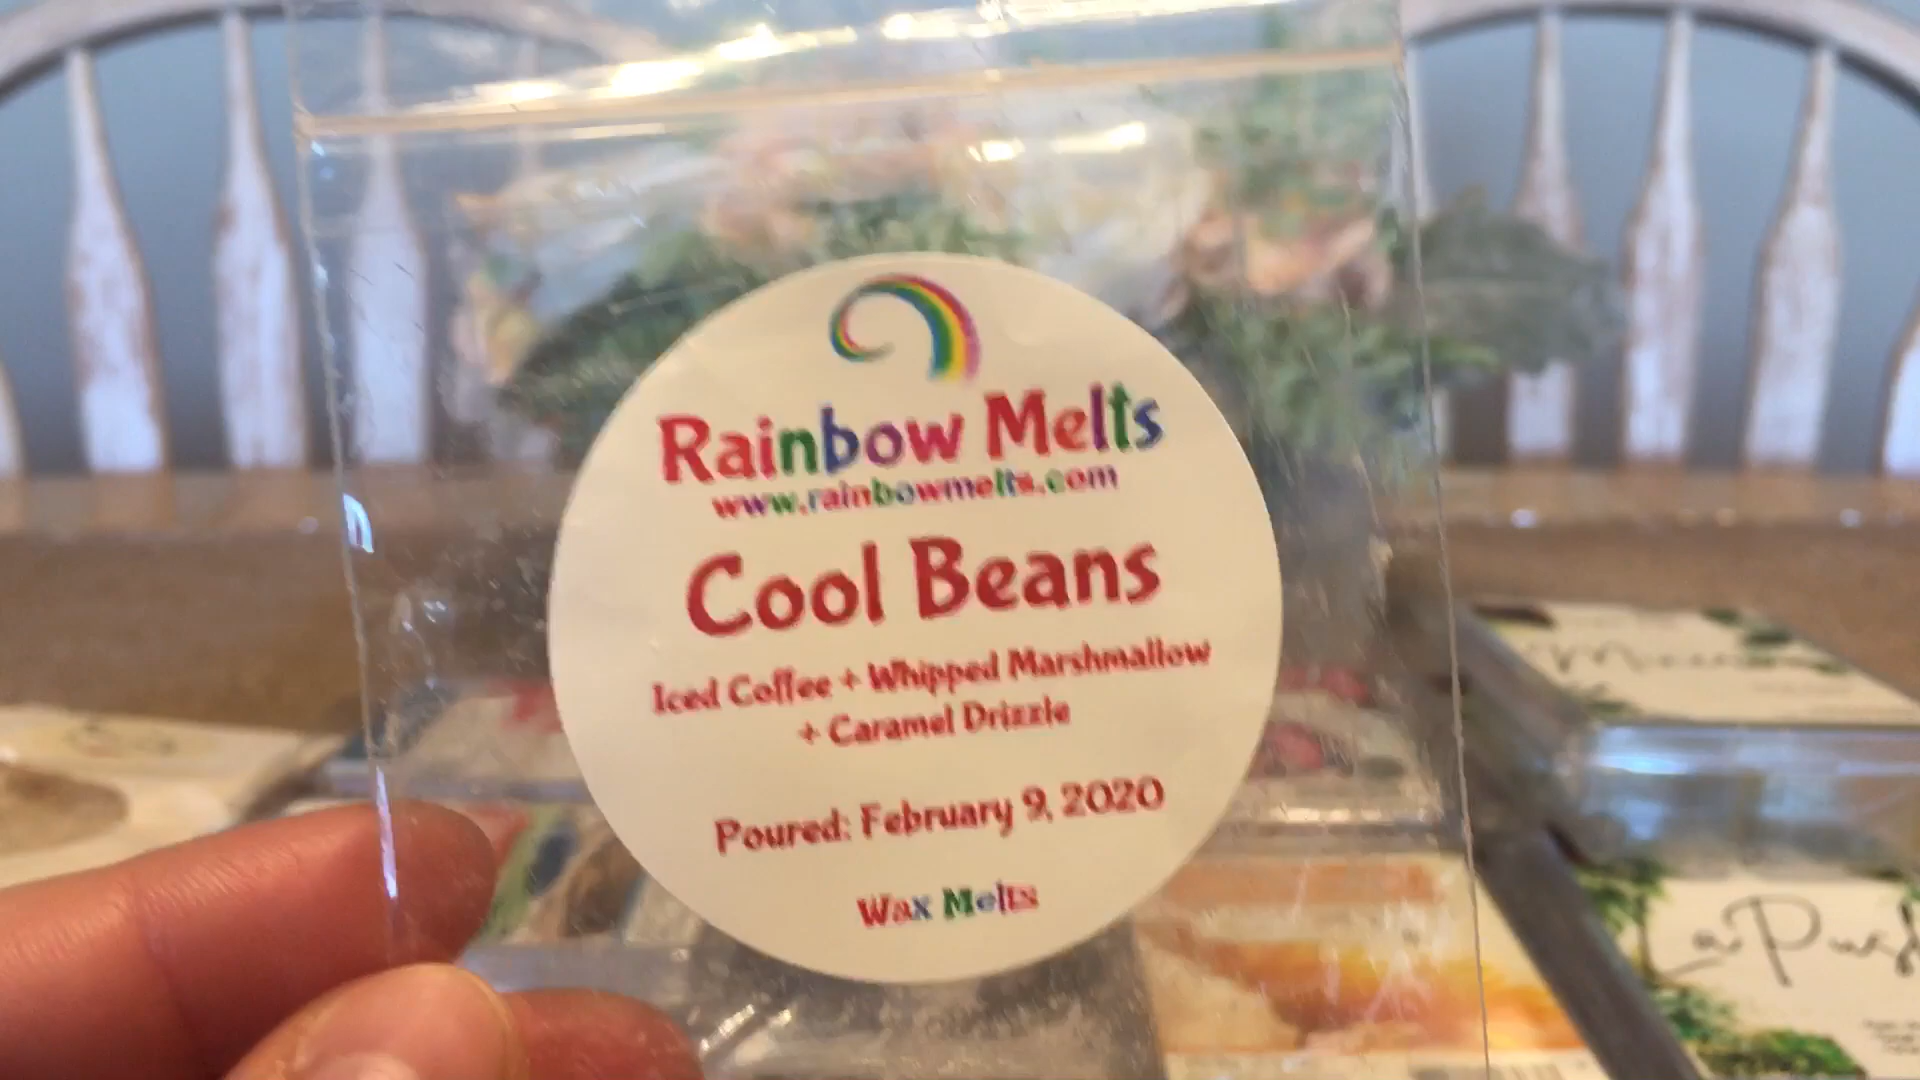 Rainbow Melts
www.rainbowmelts.com
Cool Beans
Iced Coffee + Whipped Marshmallow
+ Caramel Drizzle
Poured: February 9, 2020
Wax Melts
La